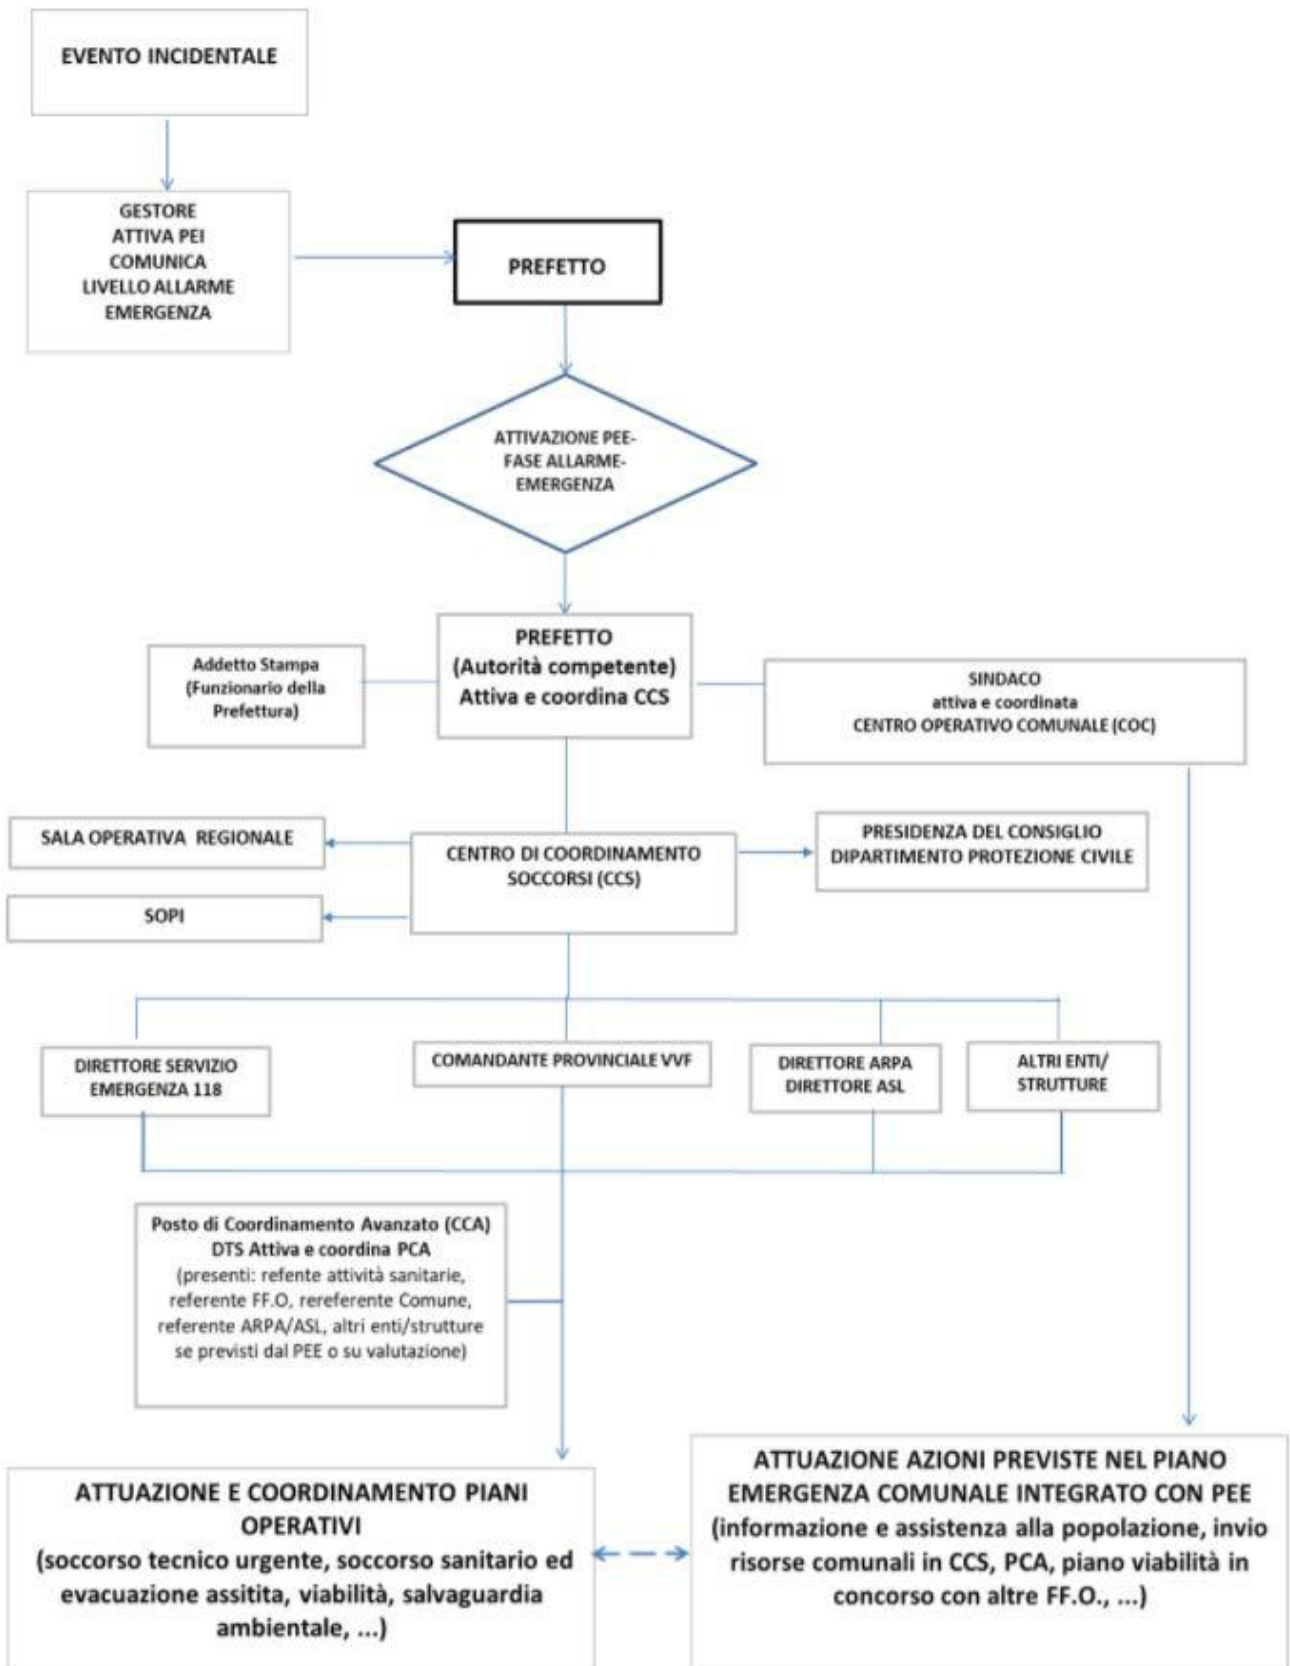 EVENTO INCIDENTALE
GESTORE
ATTIVA PEI
COMUNICA
LIVELLO ALLARME
EMERGENZA
PREFETTO
ATTIVAZIONE PEE-
FASE ALLARME-
EMERGENZA
PREFETTO
(Autorità competente)
Attiva e coordina CCS
Addetto Stampa
(Funzionario della
Prefettura)
SINDACO
attiva e coordinata
CENTRO OPERATIVO COMUNALE (COC)
SALA OPERATIVA REGIONALE
SOPI
CENTRO DI COORDINAMENTO
SOCCORSI (CCS)
PRESIDENZA DEL CONSIGLIO
DIPARTIMENTO PROTEZIONE CIVILE
DIRETTORE SERVIZIO
EMERGENZA 118
COMANDANTE PROVINCIALE VVF
DIRETTORE ARPA
DIRETTORE ASL
ALTRI ENTI/
STRUTTURE
Posto di Coordinamento Avanzato (CCA)
DTS Attiva e coordina PCA
(presenti: refente attività sanitarie,
referente FF.O, rereferente Comune,
referente ARPA/ASL, altri enti/strutture
se previsti dal PEE o su valutazione)
ATTUAZIONE E COORDINAMENTO PIANI
OPERATIVI
(soccorso tecnico urgente, soccorso sanitario ed
evacuazione assitita, viabilità, salvaguardia
ambientale, ...)
ATTUAZIONE AZIONI PREVISTE NEL PIANO
EMERGENZA COMUNALE INTEGRATO CON PEE
(informazione e assistenza alla popolazione, invio
risorse comunali in CCS, PCA, piano viabilità in
concorso con altre FF.O., ...)